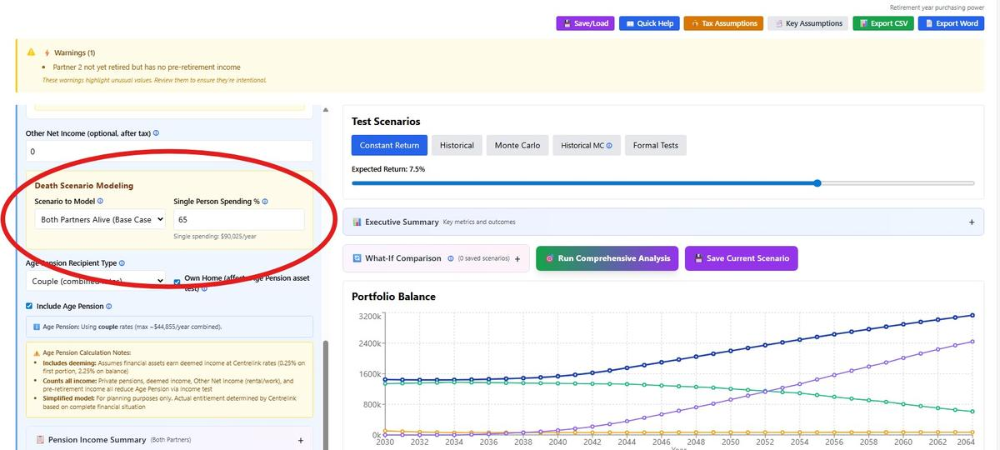 Retirement year purchasing power
Save/Load
Quick Help
Tax Assumptions
Key Assumptions
Export CSV
Export Word
Warnings (1)
Partner 2 not yet retired but has no pre-retirement income
These warnings highlight unusual values. Review them to ensure they're intentional.
Other Net Income (optional, after tax)
0
Death Scenario Modeling
Scenario to Model
Single Person Spending %
Both Partners Alive (Base Case
65
Single spending: $90,025/year
Age Pension Recipient Type
Couple (combined rates)
Own Home (affects Age Pension asset
test)
Include Age Pension
Age Pension: Using couple rates (max ~$44,855/year combined).
Age Pension Calculation Notes:
Includes deeming: Assumes financial assets earn deemed income at Centrelink rates (0.25% on
first portion, 2.25% on balance)
Counts all income: Private pensions, deemed income, Other Net Income (rental/work), and
pre-retirement income all reduce Age Pension via income test
Simplified model: For planning purposes only. Actual entitlement determined by Centrelink
based on complete financial situation
Pension Income Summary (Both Partners) +
Test Scenarios
Constant Return
Historical
Monte Carlo
Historical MC
Formal Tests
Expected Return: 7.5%
Executive Summary Key metrics and outcomes +
What-If Comparison (0 saved scenarios) +
Run Comprehensive Analysis
Save Current Scenario
Portfolio Balance
3200k
2400k
1600k
800k
0k
2030 2032 2034 2036 2038 2040 2042 2044 2046 2048 2050 2052 2054 2056 2058 2060 2062 2064
Year